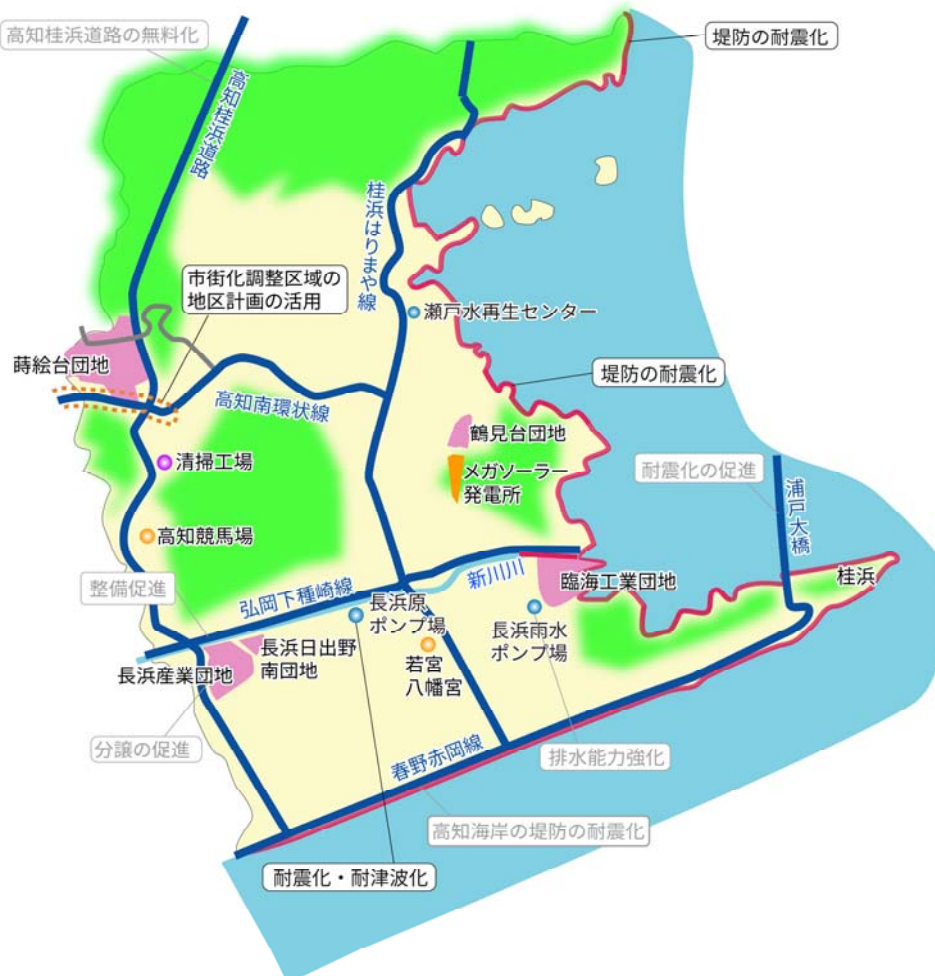 高知桂浜道路の無料化
堤防の耐震化
高知桂浜道路
桂浜はりまや線
市街化調整区域の
地区計画の活用
瀬戸水再生センター
蒔絵台団地
堤防の耐震化
高知南環状線
鶴見台団地
清掃工場
メガソーラー
発電所
耐震化の促進
浦戸大橋
高知競馬場
整備促進
弘岡下種崎線
新川川
臨海工業団地
桂浜
長浜原
ポンプ場
長浜雨水
ポンプ場
長浜日出野
南団地
長浜産業団地
若宮
八幡宮
分譲の促進
春野赤岡線
排水能力強化
高知海岸の堤防の耐震化
耐震化・耐津波化